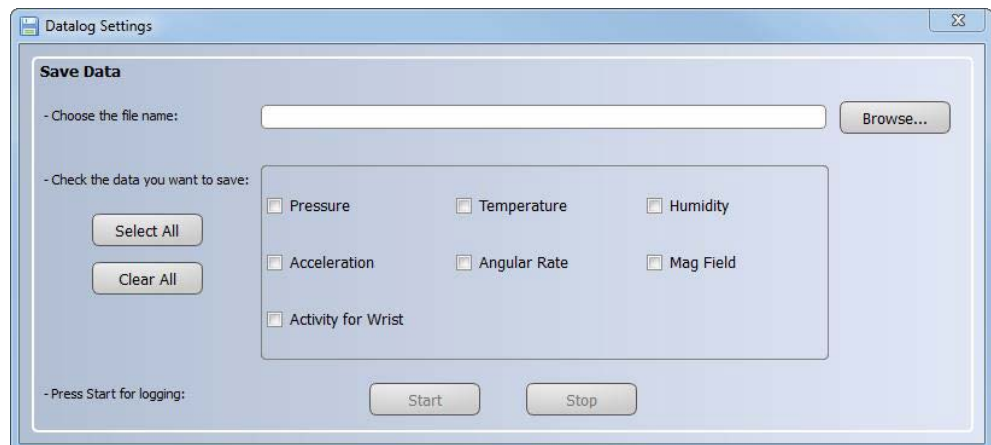 Datalog Settings
Save Data
- Choose the file name:
Browse...
- Check the data you want to save:
Select All
Clear All
Pressure
Temperature
Humidity
Acceleration
Angular Rate
Mag Field
Activity for Wrist
- Press Start for logging:
Start
Stop